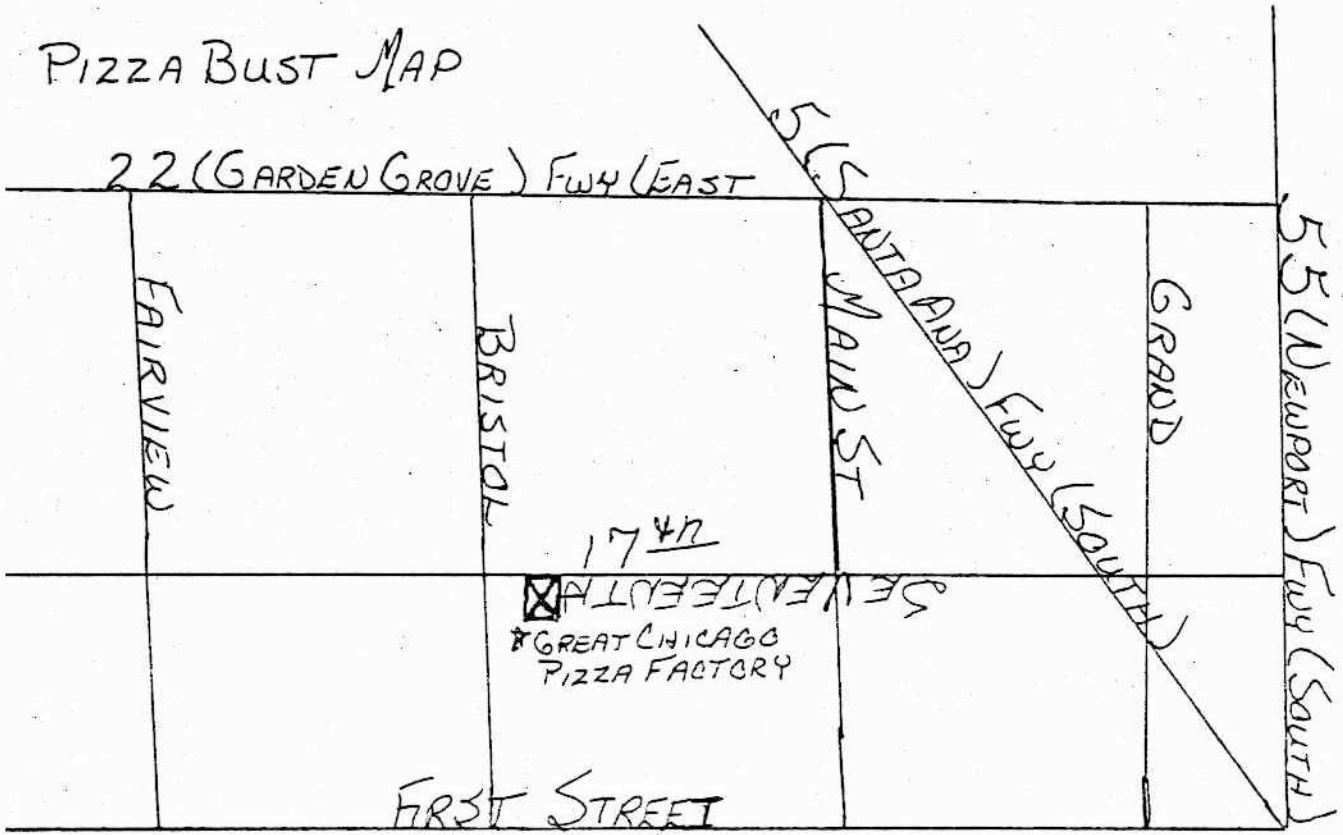 PIZZA BUST MAP
22 (GARDEN GROVE) FWY (EAST
5 (SANTA ANA) FWY (SOUTH)
55 (NEWPORT) FWY (SOUTH)
FAIRVIEW
BRISTOL
MAIN ST
GRAND
17th
SEVENTEENTH
*GREAT CHICAGO
PIZZA FACTORY
FIRST STREET